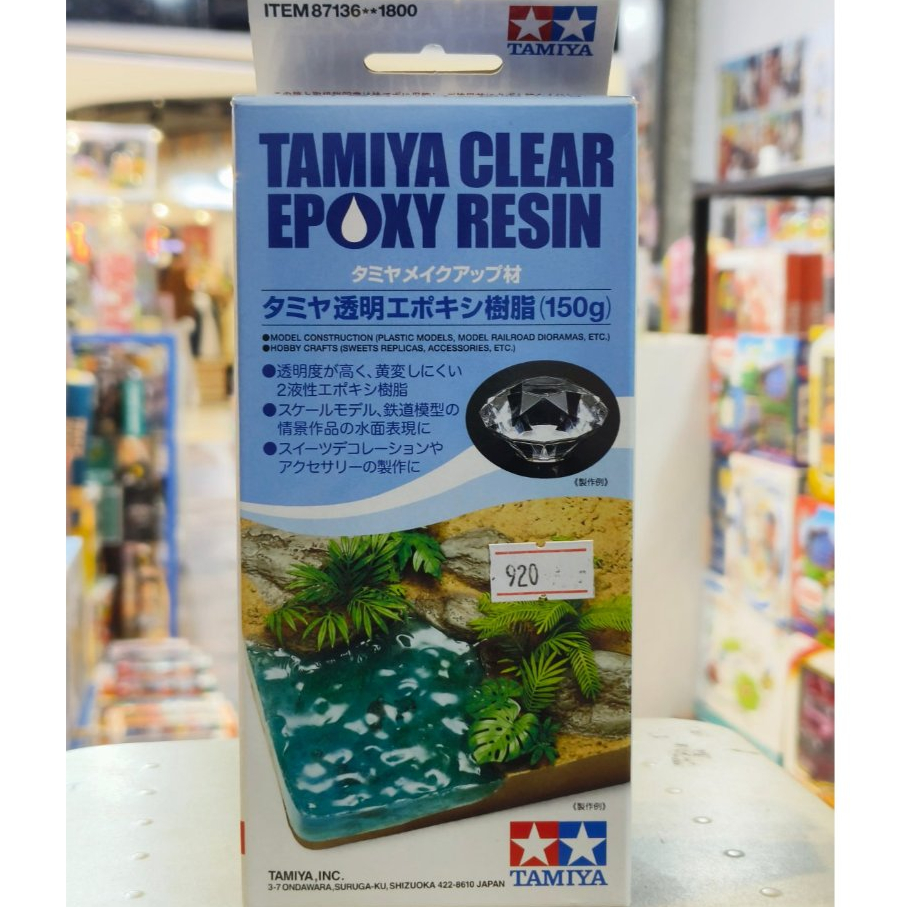 ITEM 87136**1800
TAMIYA
TAMIYA CLEAR
EPOXY RESIN
タミヤメイクアップ材
タミヤ透明エポキシ樹脂(150g)
●MODEL CONSTRUCTION (PLASTIC MODELS, MODEL RAILROAD DIORAMAS, ETC.)
●HOBBY CRAFTS (SWEETS REPLICAS, ACCESSORIES, ETC.)
●透明度が高く、黄変しにくい
2液性エポキシ樹脂
●スケールモデル、鉄道模型の
情景作品の水面表現に
●スイーツデコレーションや
アクセサリーの製作に
《製作例》
920
《製作例》
TAMIYA,INC.
3-7 ONDAWARA,SURUGA-KU,SHIZUOKA 422-8610 JAPAN
TAMIYA